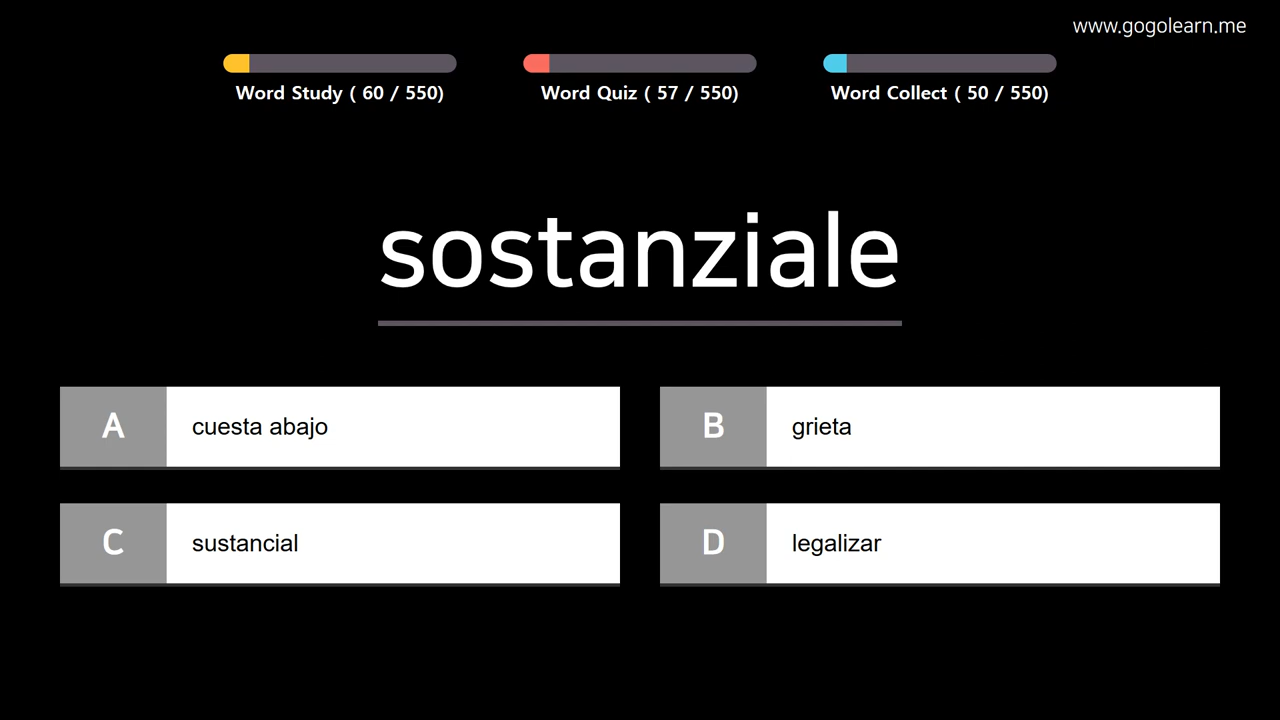 www.gogolearn.me
Word Study ( 60 / 550)
Word Quiz ( 57 / 550)
Word Collect ( 50 / 550)
sostanziale
A cuesta abajo
B grieta
C sustancial
D legalizar